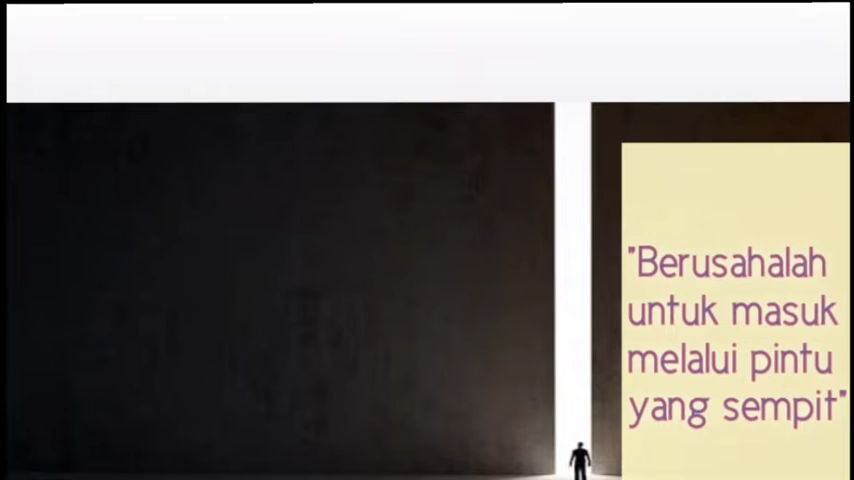 "Berusahalah
untuk masuk
melalui pintu
yang sempit"